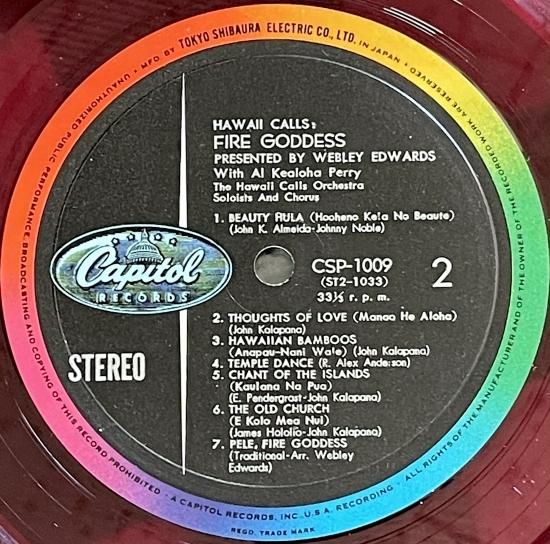 MFD BY TOKYO SHIBAURA ELECTRIC CO., LTD. IN JAPAN • ALL RIGHTS OF THE MANUFACTURER AND OF THE OWNER OF THE RECORDED WORK ARE RESERVED •
UNAUTHORIZED PUBLIC PERFORMANCE, BROADCASTING AND COPYING OF THIS RECORD PROHIBITED •
HAWAII CALLS:
FIRE GODDESS
PRESENTED BY WEBLEY EDWARDS
With Al Kealoha Perry
The Hawaii Calls Orchestra
Soloists And Chorus
1. BEAUTY HULA (Hooheno Keia No Beaute)
(John K. Almeida-Johnny Noble)
Capitol
RECORDS
CSP-1009
(ST2-1033)
33⅓ r. p. m.
2
STEREO
2. THOUGHTS OF LOVE (Manao He Aloha)
(John Kalapana)
3. HAWAIIAN BAMBOOS
(Anapau-Nani Wale) (John Kalapana)
4. TEMPLE DANCE (R. Alex Anderson)
5. CHANT OF THE ISLANDS
(Kaulana Na Pua)
(E. Pendergrast-John Kalapana)
6. THE OLD CHURCH
(E Kolo Mea Nui)
(James Hololio-John Kalapana)
7. PELE, FIRE GODDESS
(Traditional-Arr. Webley
Edwards)
• A CAPITOL RECORDS, INC. U.S.A. RECORDING •
REGD. TRADE MARK